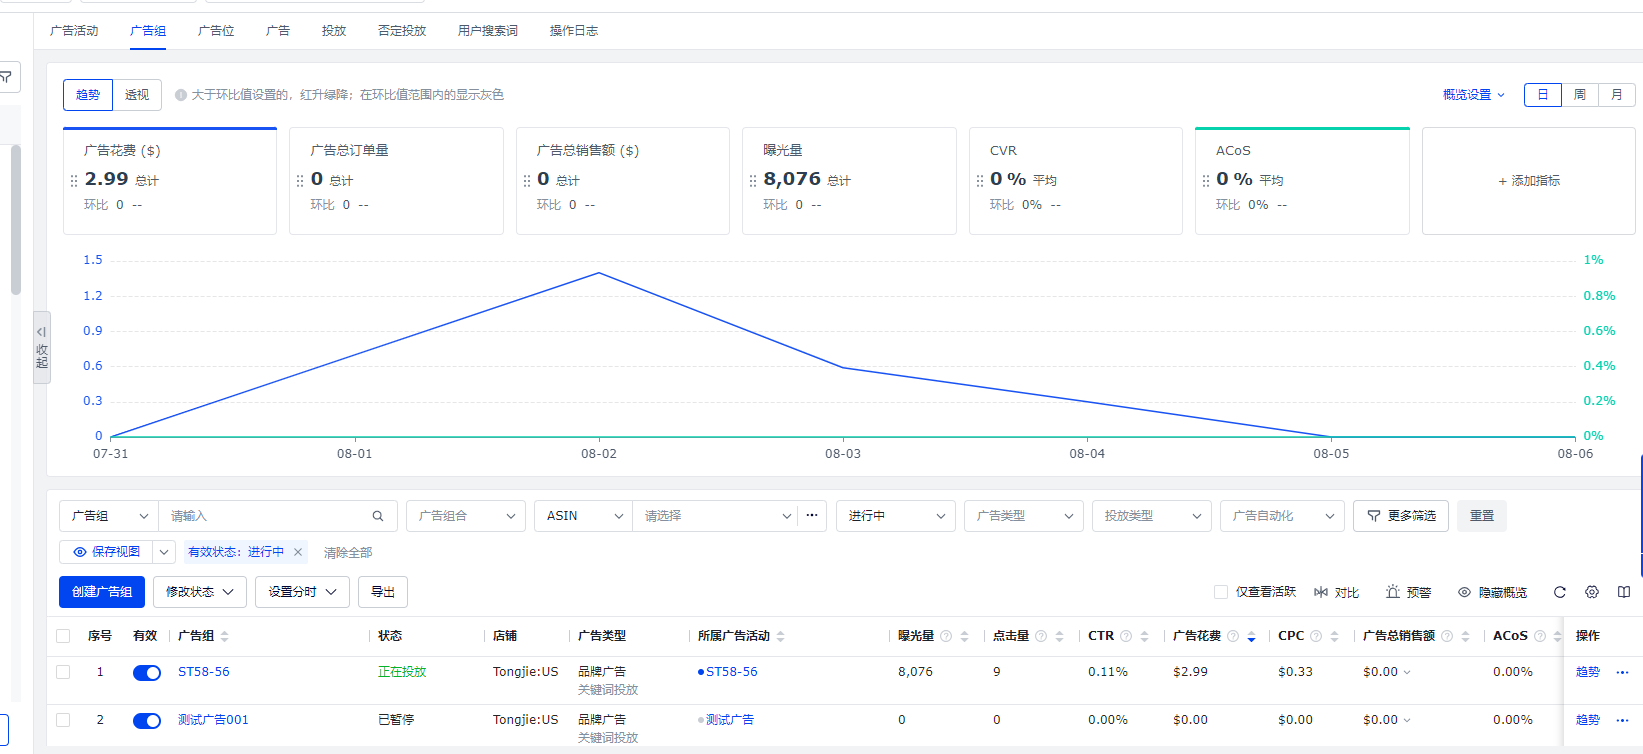 广告活动 广告组 广告位 广告 投放 否定投放 用户搜索词 操作日志
趋势 透视 大于环比值设置的，红升绿降；在环比值范围内的显示灰色 概览设置 日 周 月
广告花费 ($) 广告总订单量 广告总销售额 ($) 曝光量 CVR ACoS
2.99 总计 0 总计 0 总计 8,076 总计 0 % 平均 0 % 平均 + 添加指标
环比 0 -- 环比 0 -- 环比 0 -- 环比 0 -- 环比 0% -- 环比 0% --
1.5 1%
1.2 0.8%
0.9 0.6%
收起
0.6 0.4%
0.3 0.2%
0 0%
07-31 08-01 08-02 08-03 08-04 08-05 08-06
广告组 请输入 广告组合 ASIN 请选择 ··· 进行中 广告类型 投放类型 广告自动化 更多筛选 重置
保存视图 有效状态：进行中 × 清除全部
创建广告组 修改状态 设置分时 导出 仅查看活跃 对比 预警 隐藏概览
序号 有效 广告组 状态 店铺 广告类型 所属广告活动 曝光量 点击量 CTR 广告花费 CPC 广告总销售额 ACoS 操作
1 ST58-56 正在投放 Tongjie:US 品牌广告 ST58-56 8,076 9 0.11% $2.99 $0.33 $0.00 0.00% 趋势 ···
关键词投放
2 测试广告001 已暂停 Tongjie:US 品牌广告 测试广告 0 0 0.00% $0.00 $0.00 $0.00 0.00% 趋势 ···
关键词投放